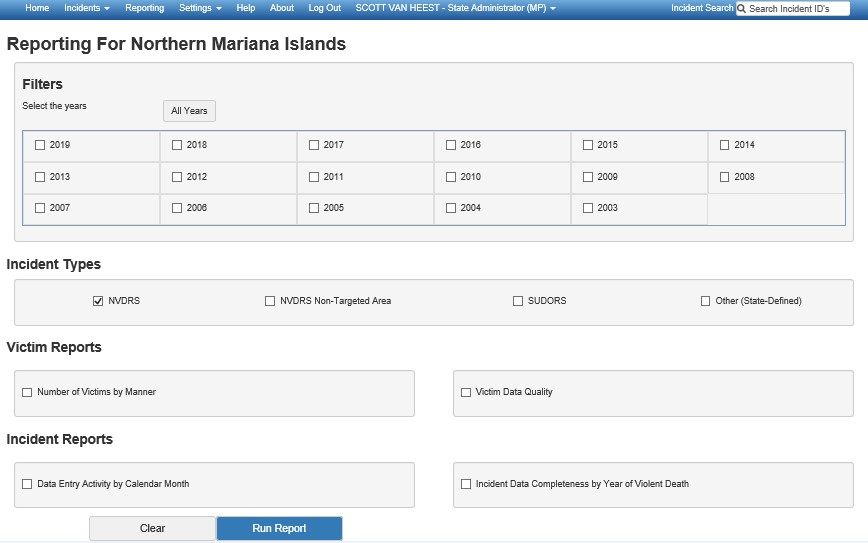 Home Incidents Reporting Settings Help About Log Out SCOTT VAN HEEST - State Administrator (MP) Incident Search Search Incident ID's
Reporting For Northern Mariana Islands
Filters
Select the years All Years
2019 2018 2017 2016 2015 2014
2013 2012 2011 2010 2009 2008
2007 2006 2005 2004 2003
Incident Types
NVDRS NVDRS Non-Targeted Area SUDORS Other (State-Defined)
Victim Reports
Number of Victims by Manner Victim Data Quality
Incident Reports
Data Entry Activity by Calendar Month Incident Data Completeness by Year of Violent Death
Clear Run Report